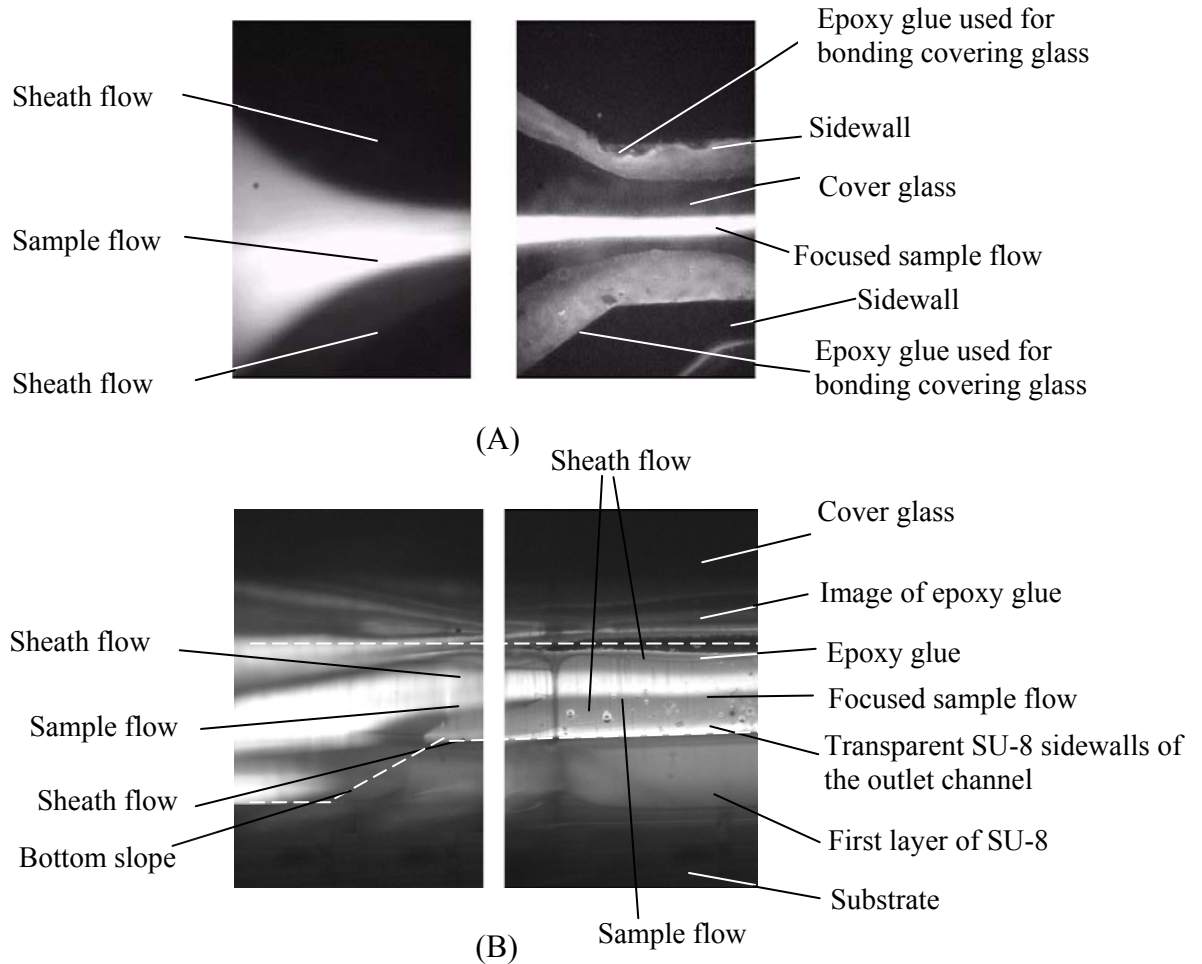 Sheath flow
Sample flow
Sheath flow
Epoxy glue used for
bonding covering glass
Sidewall
Cover glass
Focused sample flow
Sidewall
Epoxy glue used for
bonding covering glass
(A)
Sheath flow
Sheath flow
Sample flow
Sheath flow
Bottom slope
Cover glass
Image of epoxy glue
Epoxy glue
Focused sample flow
Transparent SU-8 sidewalls of
the outlet channel
First layer of SU-8
Substrate
Sample flow
(B)